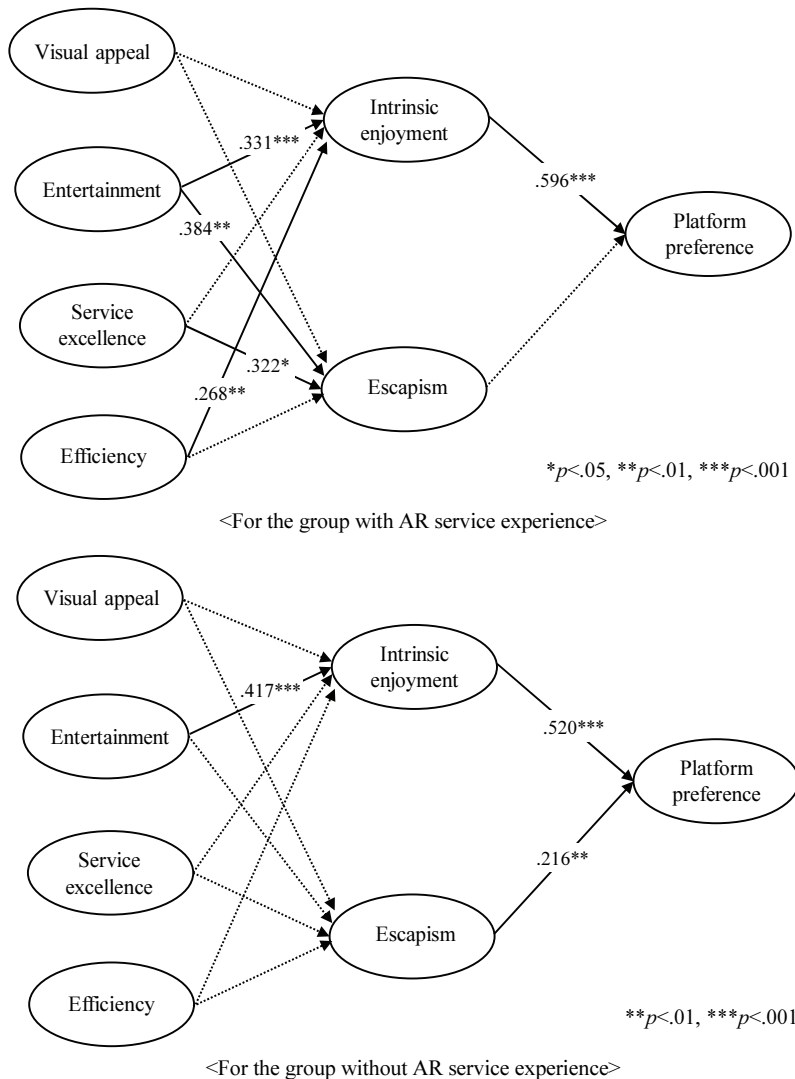 Visual appeal
Intrinsic
enjoyment
.331***
Entertainment
.596***
.384**
Platform
preference
Service
excellence
.322*
.268**
Escapism
Efficiency
*p<.05, **p<.01, ***p<.001
<For the group with AR service experience>
Visual appeal
Intrinsic
enjoyment
.417***
Entertainment
.520***
Platform
preference
Service
excellence
.216**
Escapism
Efficiency
**p<.01, ***p<.001
<For the group without AR service experience>